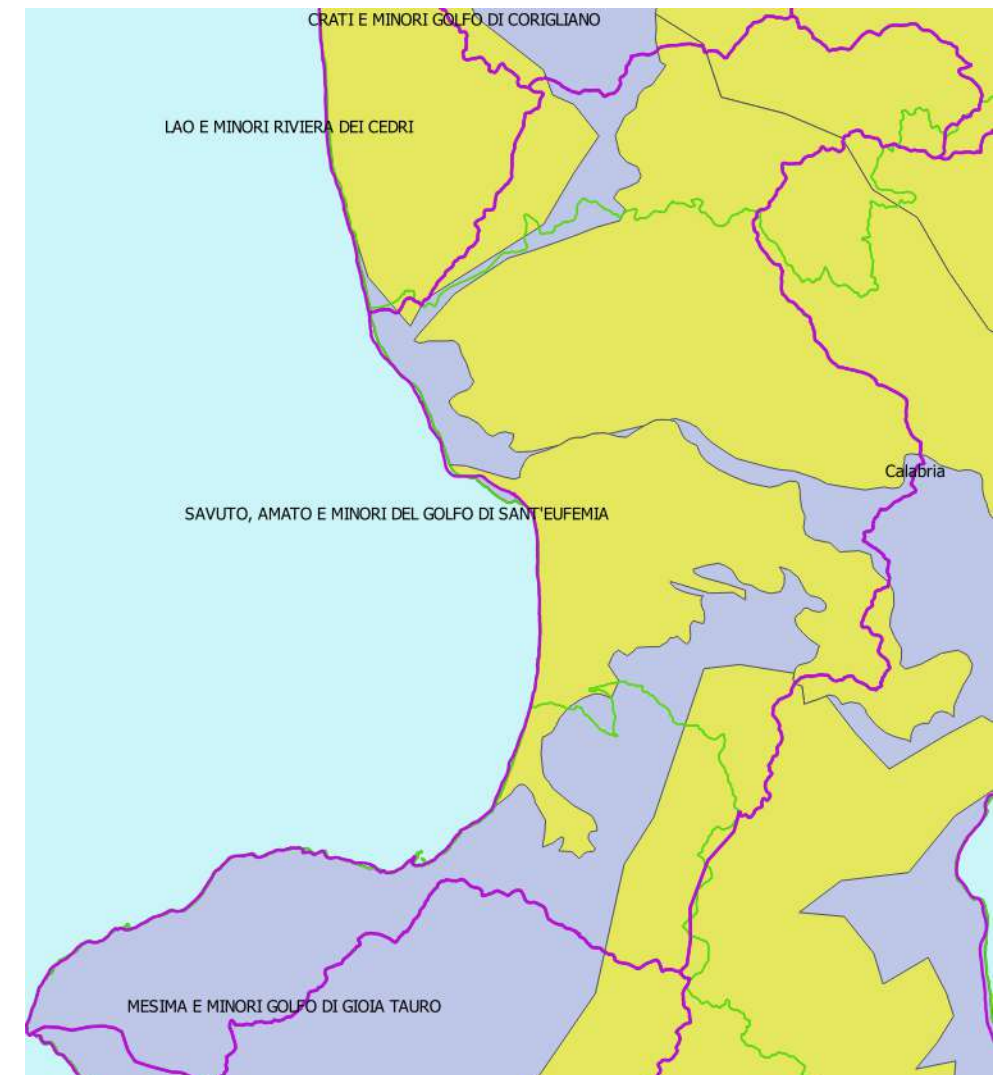 CRATI E MINORI GOLFO DI CORIGLIANO
LAO E MINORI RIVIERA DEI CEDRI
Calabria
SAVUTO, AMATO E MINORI DEL GOLFO DI SANT'EUFEMIA
MESIMA E MINORI GOLFO DI GIOIA TAURO